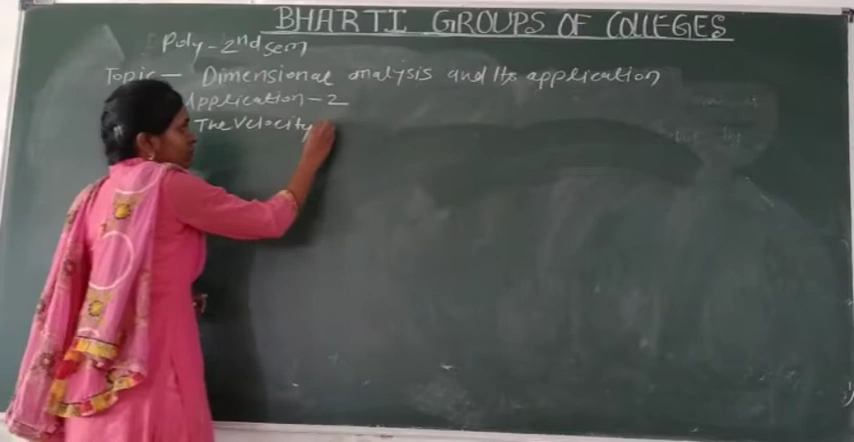 BHARTI GROUPS OF COLLEGES
Poly-2nd sem
Topic — Dimensional analysis and its application
Application-2
The Velocity